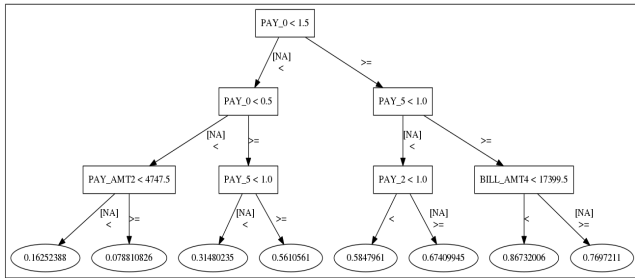 PAY_0 < 1.5
[NA]
<
>=
PAY_0 < 0.5
PAY_5 < 1.0
[NA]
<
>=
[NA]
<
>=
PAY_AMT2 < 4747.5
PAY_5 < 1.0
PAY_2 < 1.0
BILL_AMT4 < 17399.5
[NA]
<
>=
[NA]
<
>=
<
[NA]
>=
<
[NA]
>=
0.16252388
0.078810826
0.31480235
0.5610561
0.5847961
0.67409945
0.86732006
0.7697211